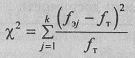 χ² = Σ_{j=1}^{k} (f_{эj} − f_т)² / f_т